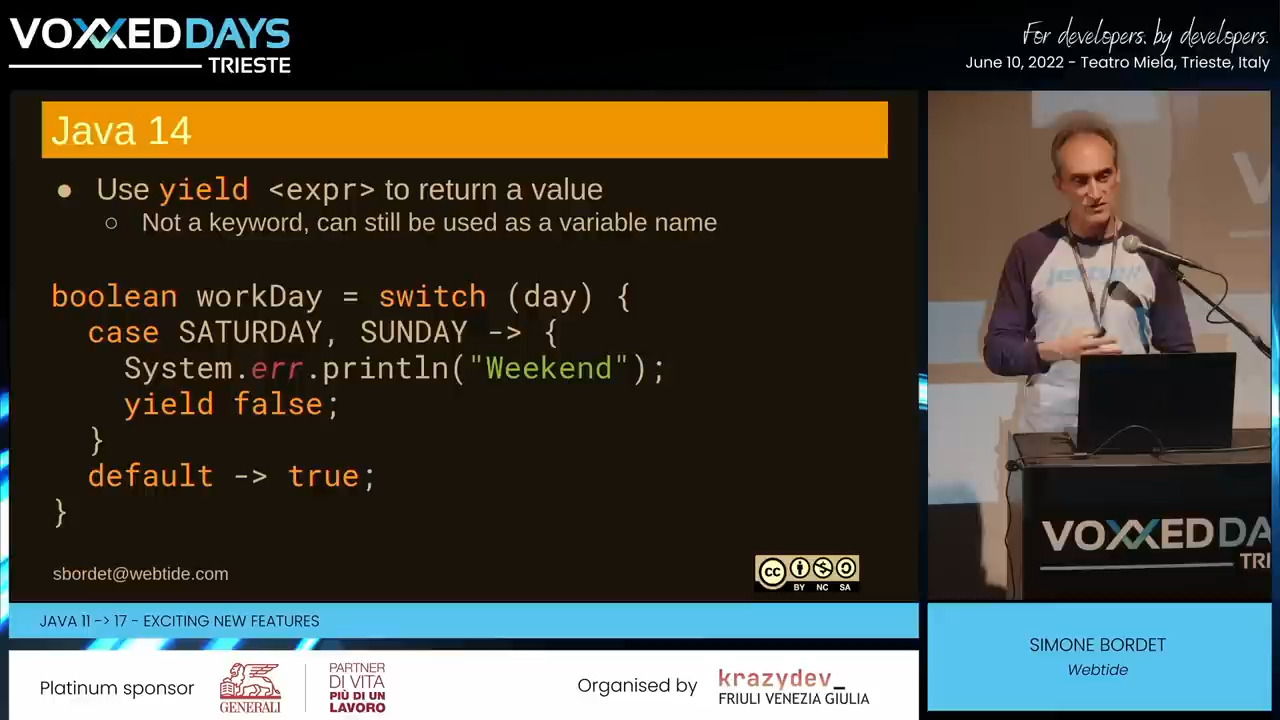 VOXXEDDAYS
TRIESTE
For developers, by developers.
June 10, 2022 - Teatro Miela, Trieste, Italy
Java 14
● Use yield <expr> to return a value
○ Not a keyword, can still be used as a variable name
boolean workDay = switch (day) {
case SATURDAY, SUNDAY -> {
System.err.println("Weekend");
yield false;
}
default -> true;
}
sbordet@webtide.com
CC BY NC SA
JAVA 11 -> 17 - EXCITING NEW FEATURES
VOXXEDDA
TRI
SIMONE BORDET
Webtide
Platinum sponsor
GENERALI
PARTNER
DI VITA
PIÙ DI UN
LAVORO
Organised by
krazydev_
FRIULI VENEZIA GIULIA